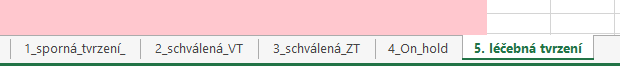 1_sporná_tvrzení_ 2_schválená_VT 3_schválená_ZT 4_On_hold 5. léčebná tvrzení